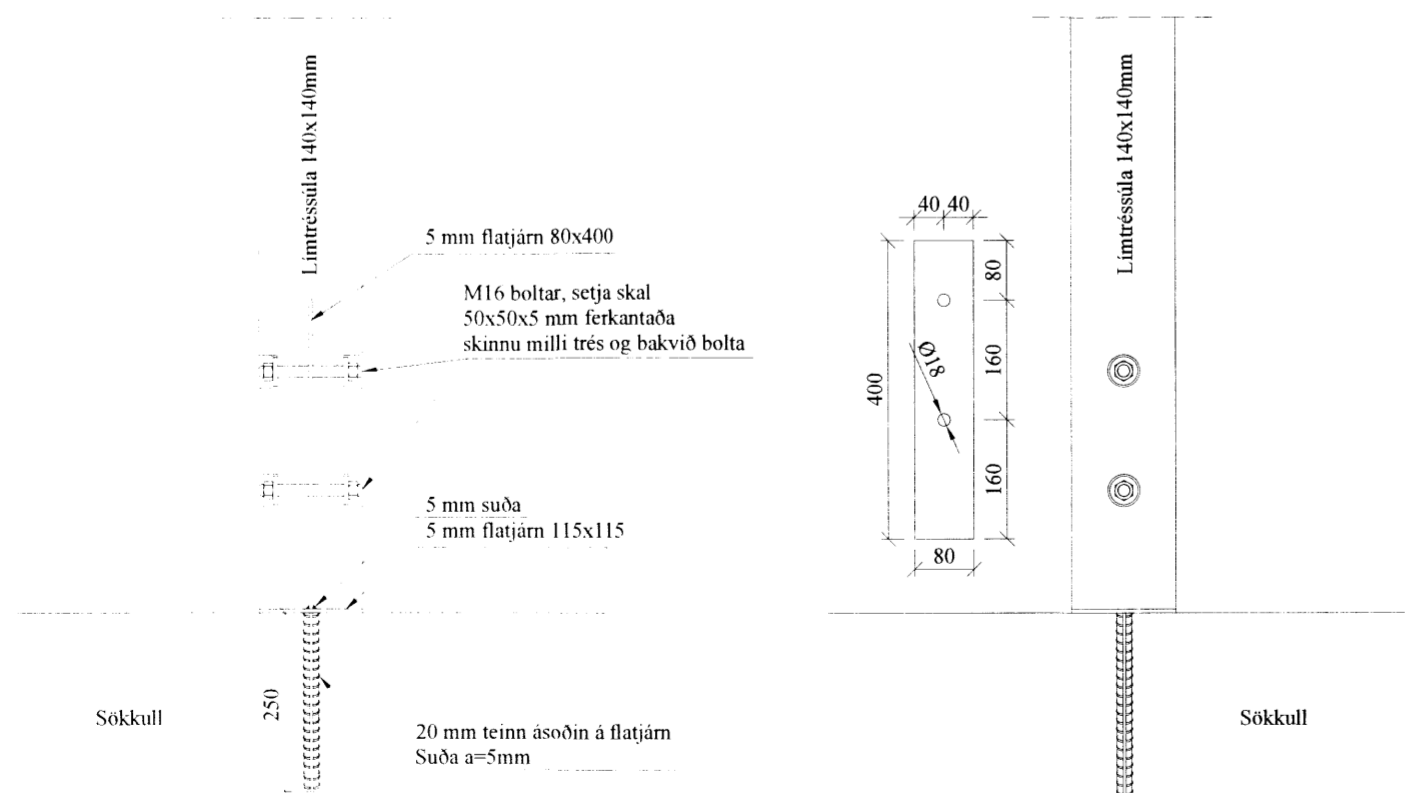 Límtréssúla 140x140mm
5 mm flatjárn 80x400
M16 boltar, setja skal
50x50x5 mm ferkantaða
skinnu milli trés og bakvið bolta
5 mm suða
5 mm flatjárn 115x115
Sökkull
250
20 mm teinn ásoðin á flatjárn
Suða a=5mm
40 40
80
160
Ø18
400
160
80
Límtréssúla 140x140mm
Sökkull